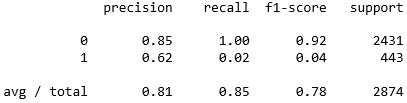 precision recall f1-score support
0 0.85 1.00 0.92 2431
1 0.62 0.02 0.04 443
avg / total 0.81 0.85 0.78 2874